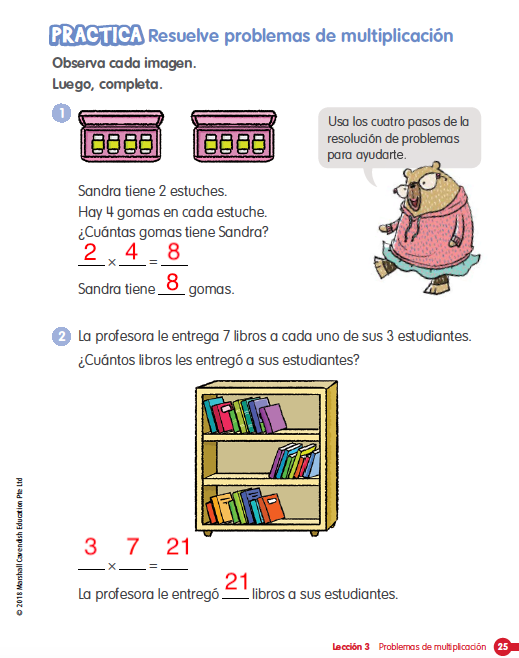 PRACTICA Resuelve problemas de multiplicación
Observa cada imagen.
Luego, completa.
1
Usa los cuatro pasos de la
resolución de problemas
para ayudarte.
Sandra tiene 2 estuches.
Hay 4 gomas en cada estuche.
¿Cuántas gomas tiene Sandra?
2 × 4 = 8
Sandra tiene 8 gomas.
2 La profesora le entrega 7 libros a cada uno de sus 3 estudiantes.
¿Cuántos libros les entregó a sus estudiantes?
3 × 7 = 21
La profesora le entregó 21 libros a sus estudiantes.
© 2018 Marshall Cavendish Education Pte Ltd
Lección 3 Problemas de multiplicación 25